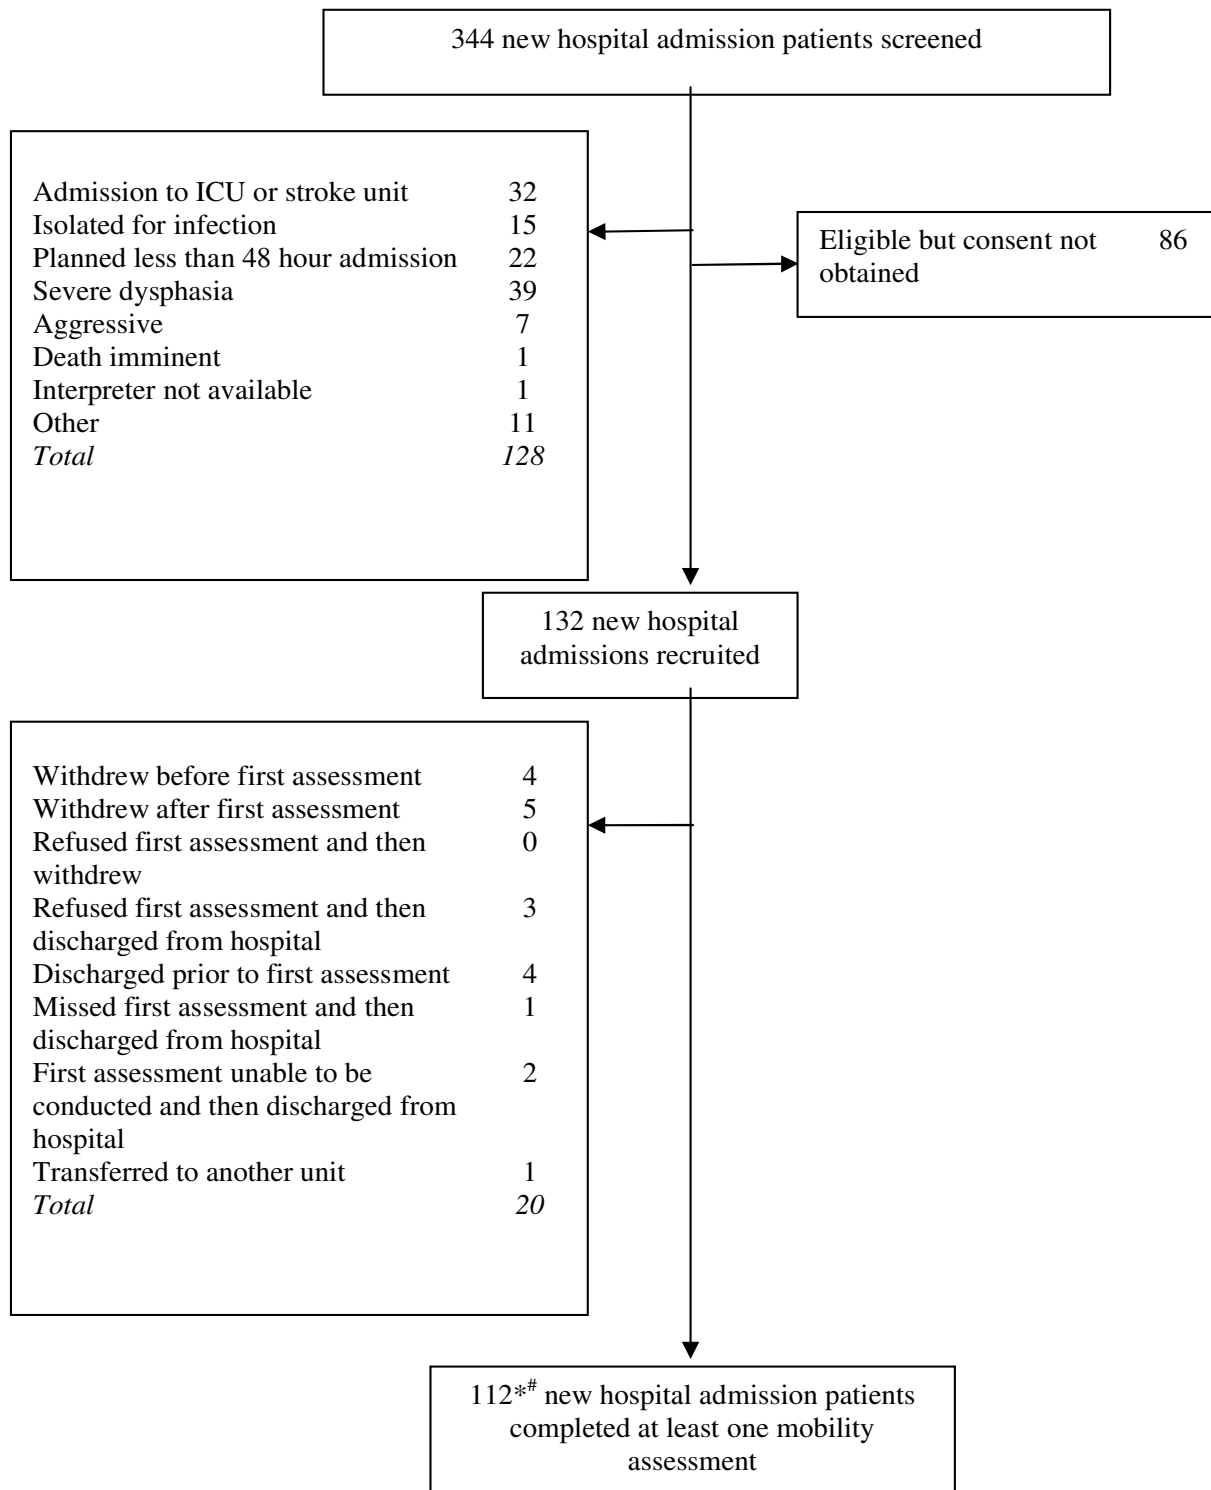 344 new hospital admission patients screened
Admission to ICU or stroke unit 32
Isolated for infection 15
Planned less than 48 hour admission 22
Severe dysphasia 39
Aggressive 7
Death imminent 1
Interpreter not available 1
Other 11
Total 128
Eligible but consent not 86
obtained
132 new hospital
admissions recruited
Withdrew before first assessment 4
Withdrew after first assessment 5
Refused first assessment and then 0
withdrew
Refused first assessment and then 3
discharged from hospital
Discharged prior to first assessment 4
Missed first assessment and then 1
discharged from hospital
First assessment unable to be 2
conducted and then discharged from
hospital
Transferred to another unit 1
Total 20
112*# new hospital admission patients
completed at least one mobility
assessment